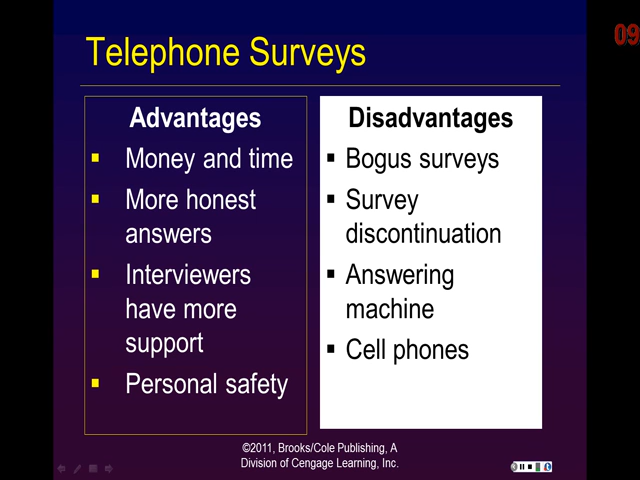 Telephone Surveys
09
Advantages
▪ Money and time
▪ More honest
answers
▪ Interviewers
have more
support
▪ Personal safety
Disadvantages
▪ Bogus surveys
▪ Survey
discontinuation
▪ Answering
machine
▪ Cell phones
©2011, Brooks/Cole Publishing, A
Division of Cengage Learning, Inc.